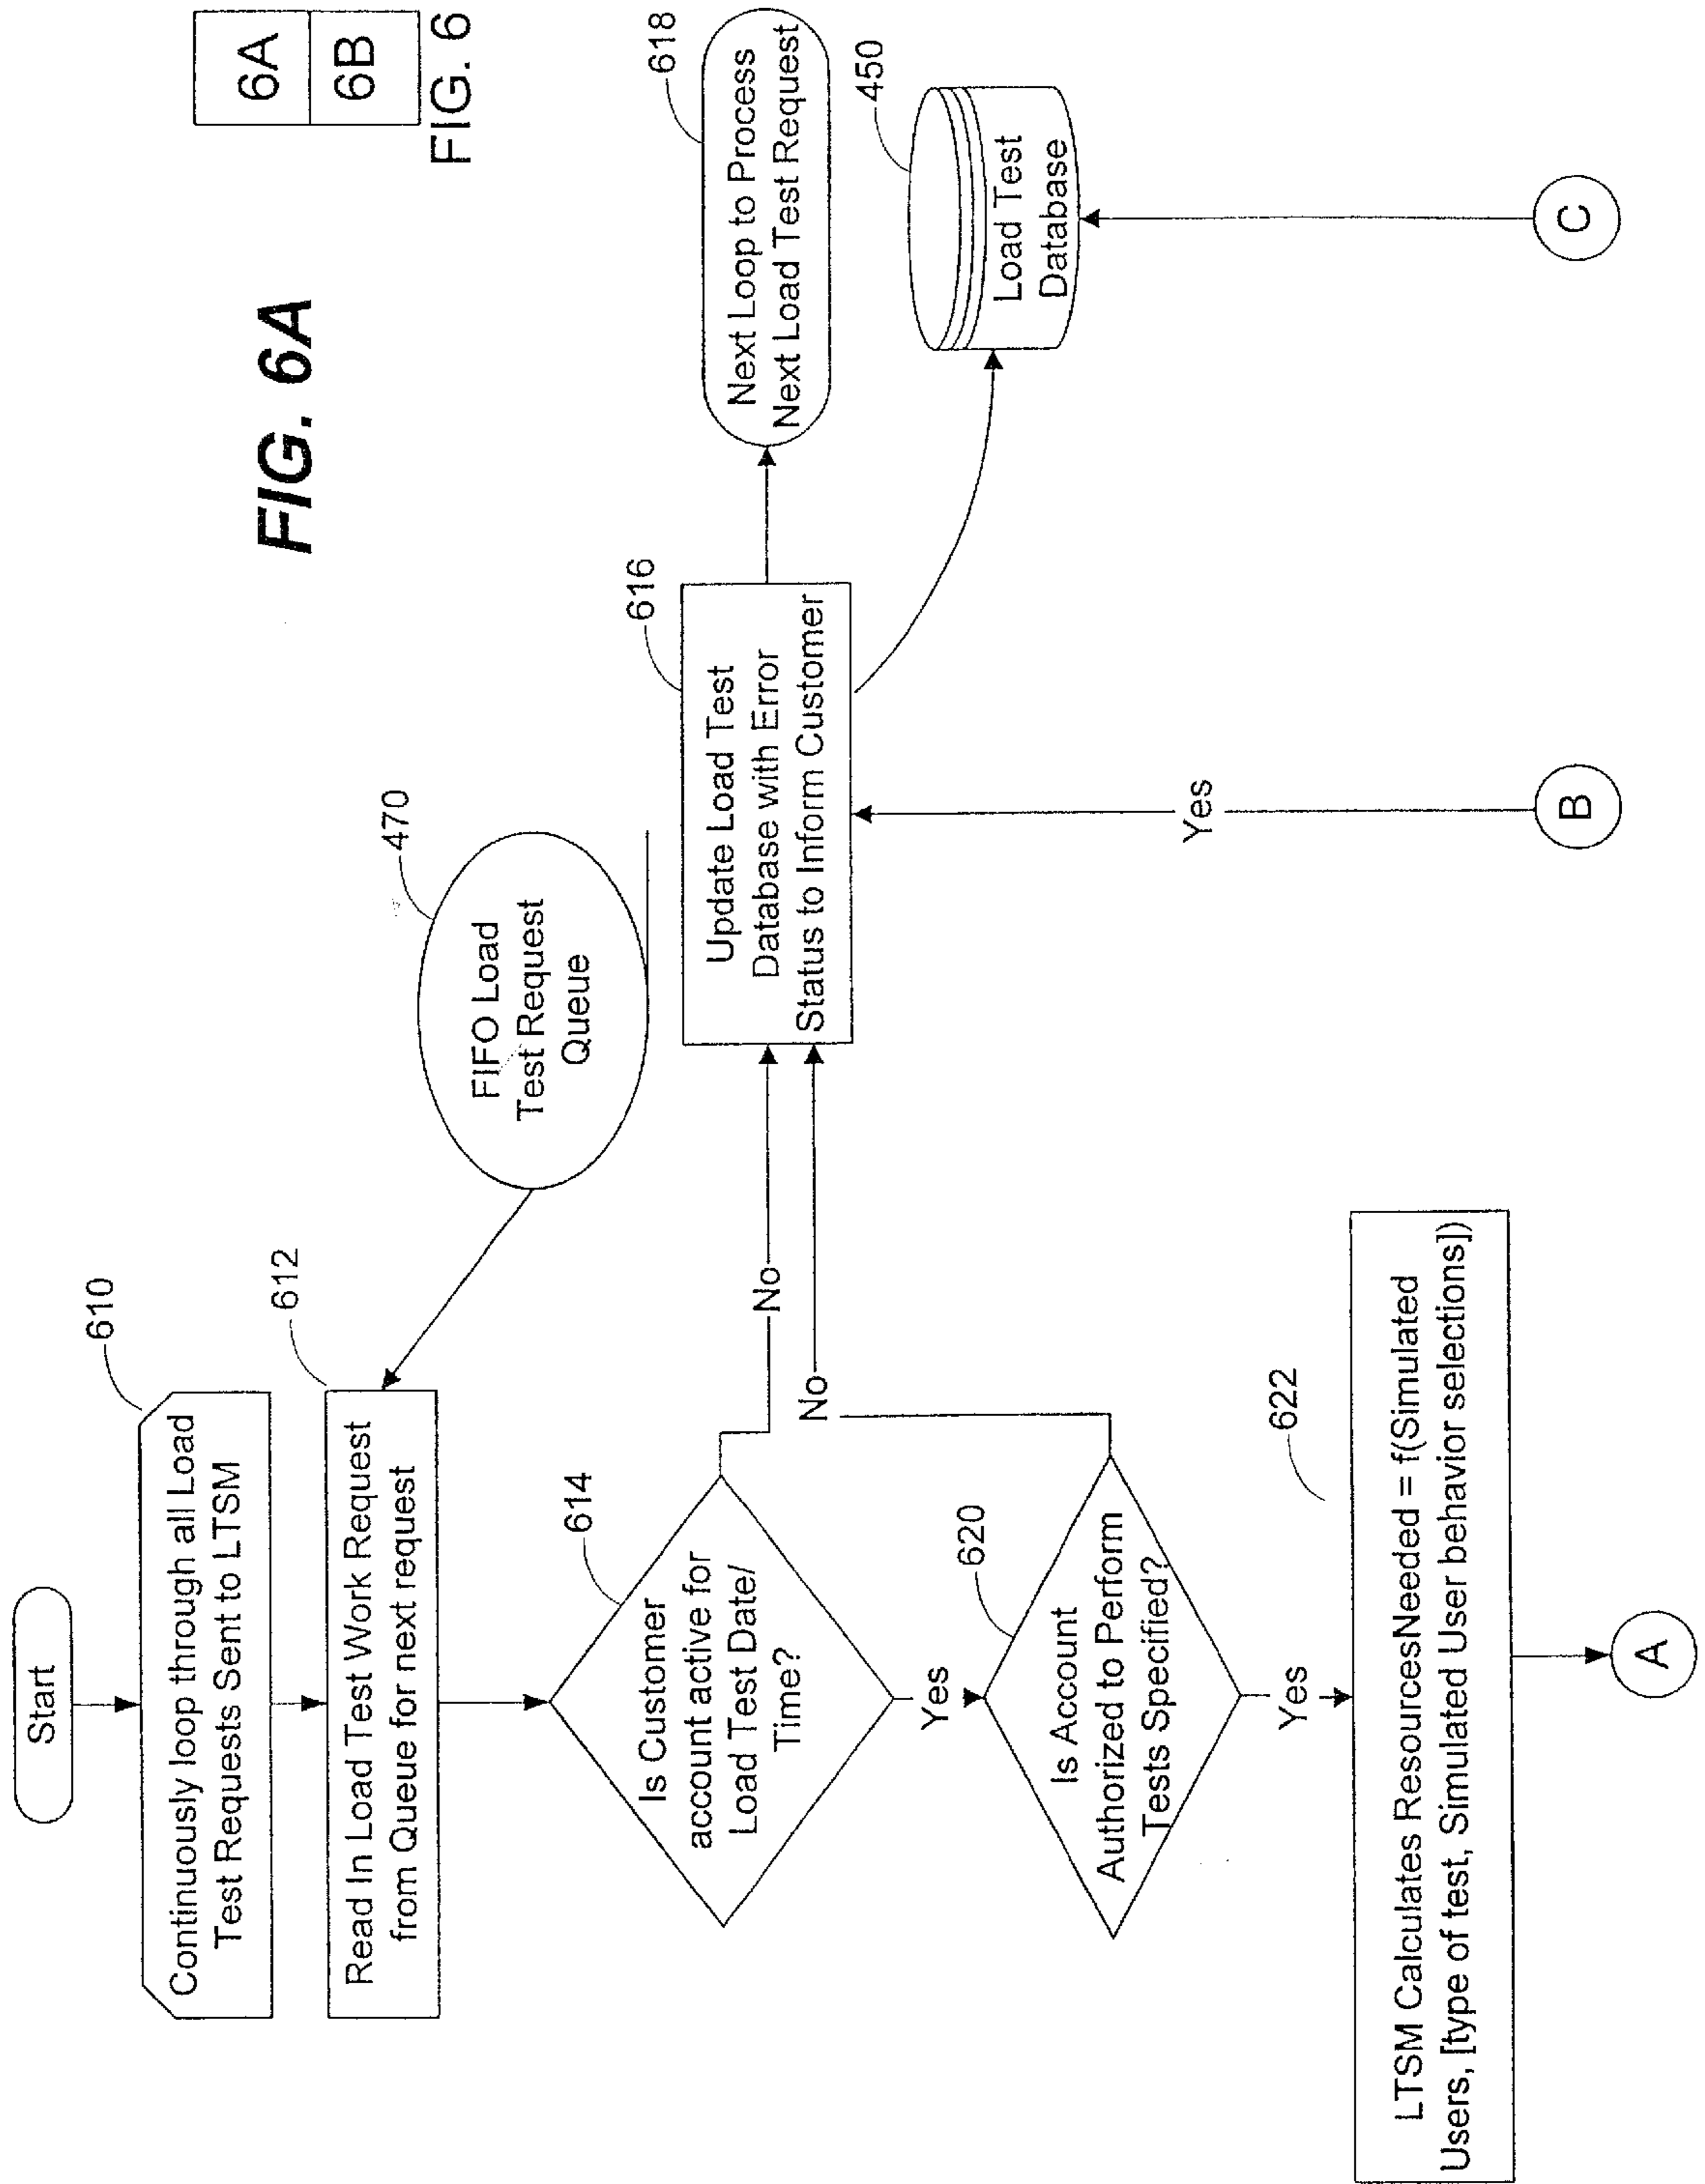 FIG. 6A
6A
6B
FIG. 6
Start
610
Continuously loop through all Load
Test Requests Sent to LTSM
612
Read In Load Test Work Request
from Queue for next request
470
FIFO Load
Test Request
Queue
614
Is Customer
account active for
Load Test Date/
Time?
No
Yes
616
Update Load Test
Database with Error
Status to Inform Customer
618
Next Loop to Process
Next Load Test Request
450
Load Test
Database
620
Is Account
Authorized to Perform
Tests Specified?
No
Yes
622
LTSM Calculates ResourcesNeeded = f(Simulated
Users, [type of test, Simulated User behavior selections])
Yes
A
B
C